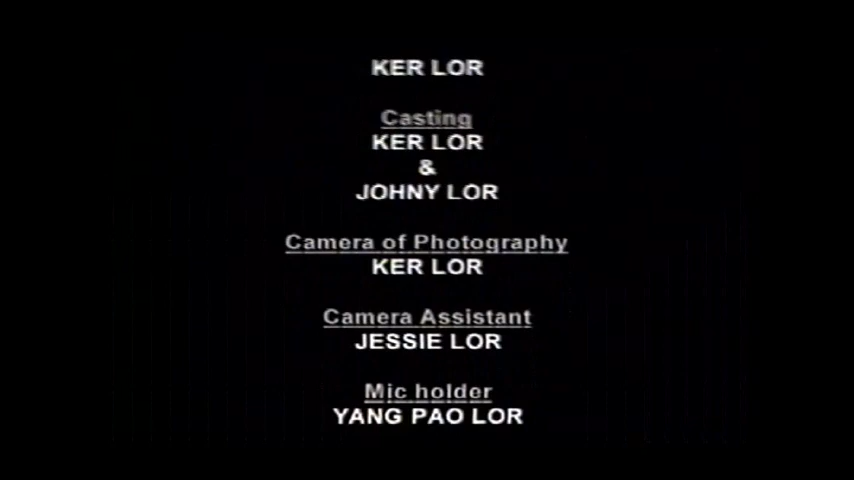 KER LOR
Casting
KER LOR
&
JOHNY LOR
Camera of Photography
KER LOR
Camera Assistant
JESSIE LOR
Mic holder
YANG PAO LOR